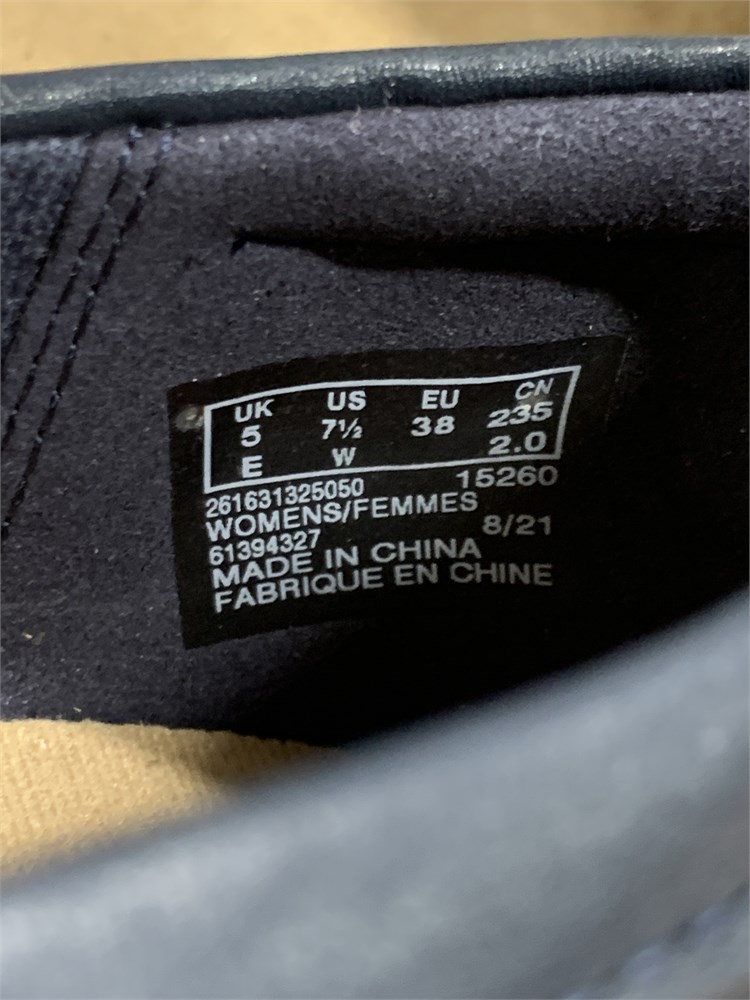 UK US EU CN
5 7½ 38 235
E W 2.0
261631325050 15260
WOMENS/FEMMES
61394327 8/21
MADE IN CHINA
FABRIQUE EN CHINE